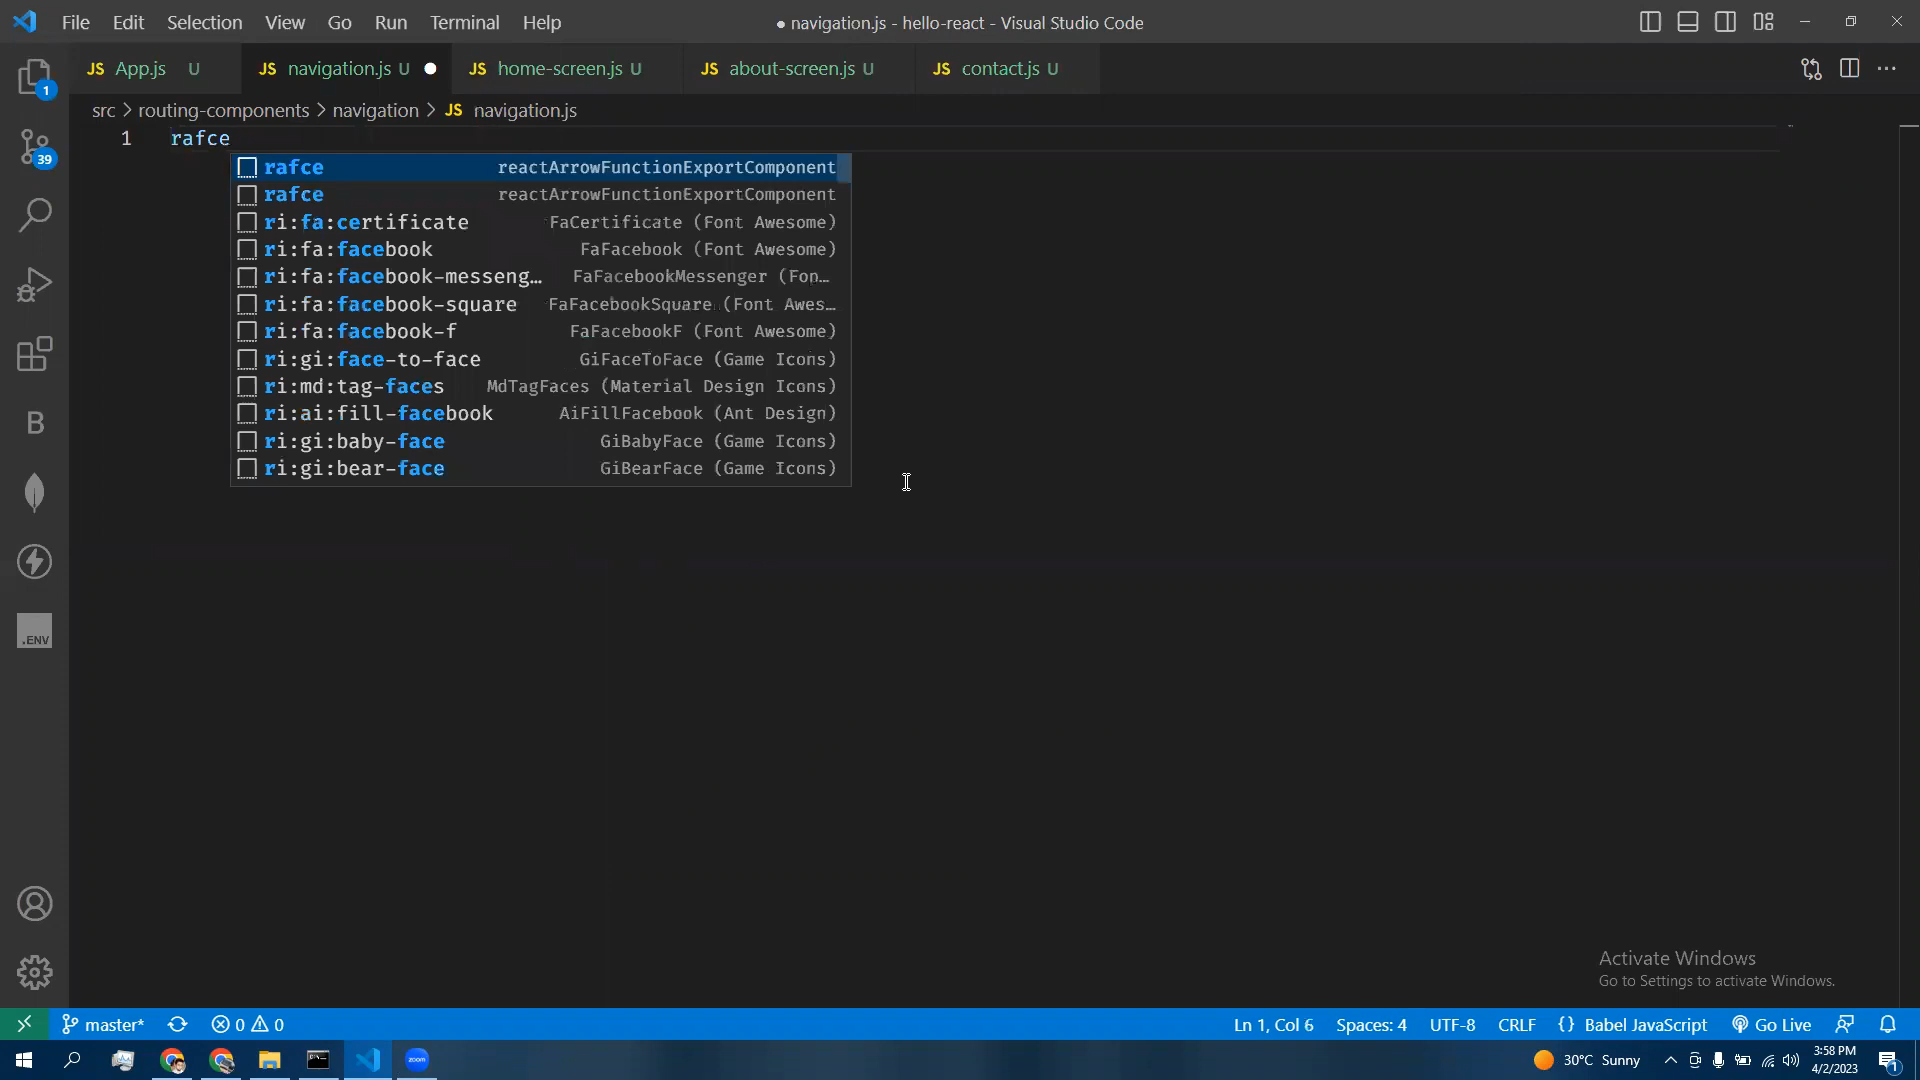 File Edit Selection View Go Run Terminal Help
● navigation.js - hello-react - Visual Studio Code
JS App.js U
JS navigation.js U ●
JS home-screen.js U
JS about-screen.js U
JS contact.js U
src > routing-components > navigation > JS navigation.js
1 rafce
rafce reactArrowFunctionExportComponent
rafce reactArrowFunctionExportComponent
ri:fa:certificate FaCertificate (Font Awesome)
ri:fa:facebook FaFacebook (Font Awesome)
ri:fa:facebook-messeng… FaFacebookMessenger (Fon…
ri:fa:facebook-square FaFacebookSquare (Font Awes…
ri:fa:facebook-f FaFacebookF (Font Awesome)
ri:gi:face-to-face GiFaceToFace (Game Icons)
ri:md:tag-faces MdTagFaces (Material Design Icons)
ri:ai:fill-facebook AiFillFacebook (Ant Design)
ri:gi:baby-face GiBabyFace (Game Icons)
ri:gi:bear-face GiBearFace (Game Icons)
1
39
B
.ENV
Activate Windows
Go to Settings to activate Windows.
master* 0 0 Ln 1, Col 6 Spaces: 4 UTF-8 CRLF {} Babel JavaScript Go Live
zoom
30°C Sunny
3:58 PM
4/2/2023
1